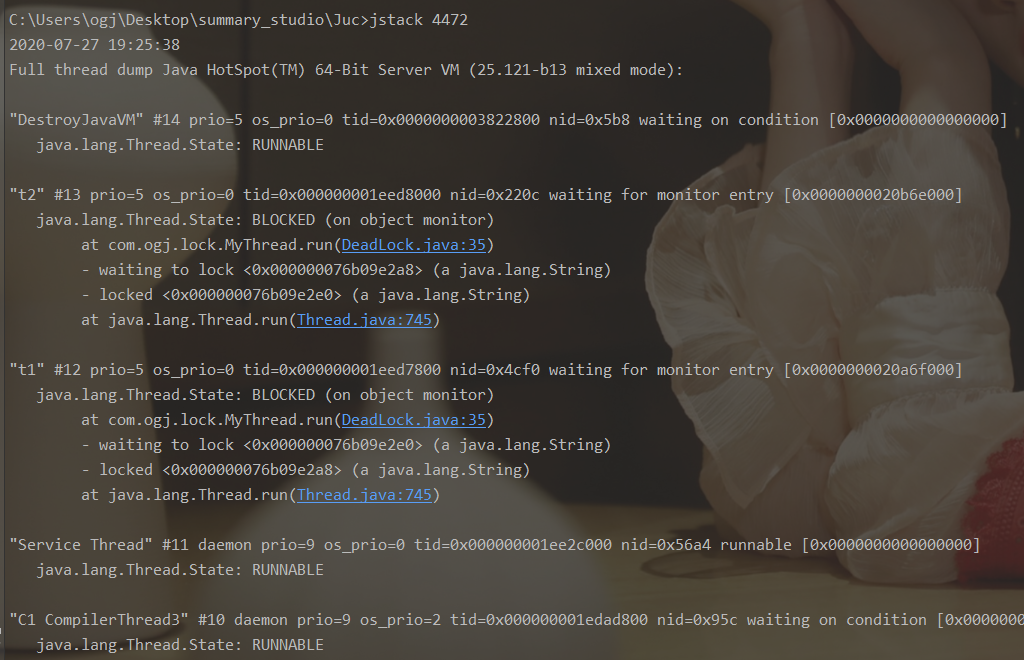 C:\Users\ogj\Desktop\summary_studio\Juc>jstack 4472
2020-07-27 19:25:38
Full thread dump Java HotSpot(TM) 64-Bit Server VM (25.121-b13 mixed mode):
"DestroyJavaVM" #14 prio=5 os_prio=0 tid=0x0000000003822800 nid=0x5b8 waiting on condition [0x0000000000000000]
java.lang.Thread.State: RUNNABLE
"t2" #13 prio=5 os_prio=0 tid=0x000000001eed8000 nid=0x220c waiting for monitor entry [0x0000000020b6e000]
java.lang.Thread.State: BLOCKED (on object monitor)
at com.ogj.lock.MyThread.run(DeadLock.java:35)
- waiting to lock <0x000000076b09e2a8> (a java.lang.String)
- locked <0x000000076b09e2e0> (a java.lang.String)
at java.lang.Thread.run(Thread.java:745)
"t1" #12 prio=5 os_prio=0 tid=0x000000001eed7800 nid=0x4cf0 waiting for monitor entry [0x0000000020a6f000]
java.lang.Thread.State: BLOCKED (on object monitor)
at com.ogj.lock.MyThread.run(DeadLock.java:35)
- waiting to lock <0x000000076b09e2e0> (a java.lang.String)
- locked <0x000000076b09e2a8> (a java.lang.String)
at java.lang.Thread.run(Thread.java:745)
"Service Thread" #11 daemon prio=9 os_prio=0 tid=0x000000001ee2c000 nid=0x56a4 runnable [0x0000000000000000]
java.lang.Thread.State: RUNNABLE
"C1 CompilerThread3" #10 daemon prio=9 os_prio=2 tid=0x000000001edad800 nid=0x95c waiting on condition [0x0000000
java.lang.Thread.State: RUNNABLE